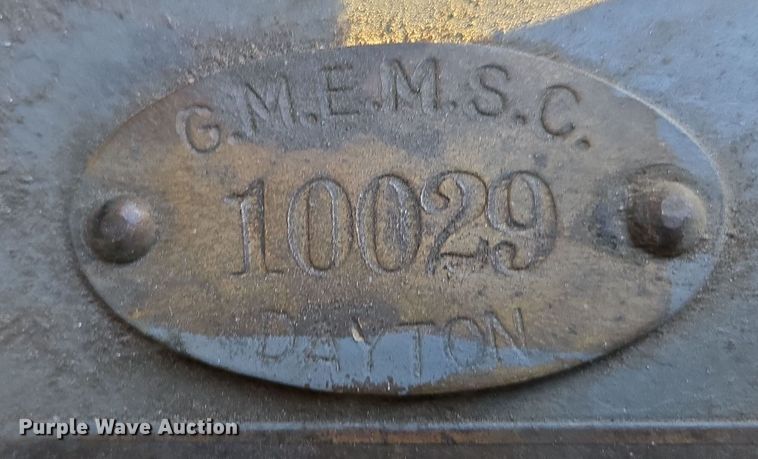 G.M.E.M.S.C.
10029
DAYTON
Purple Wave Auction